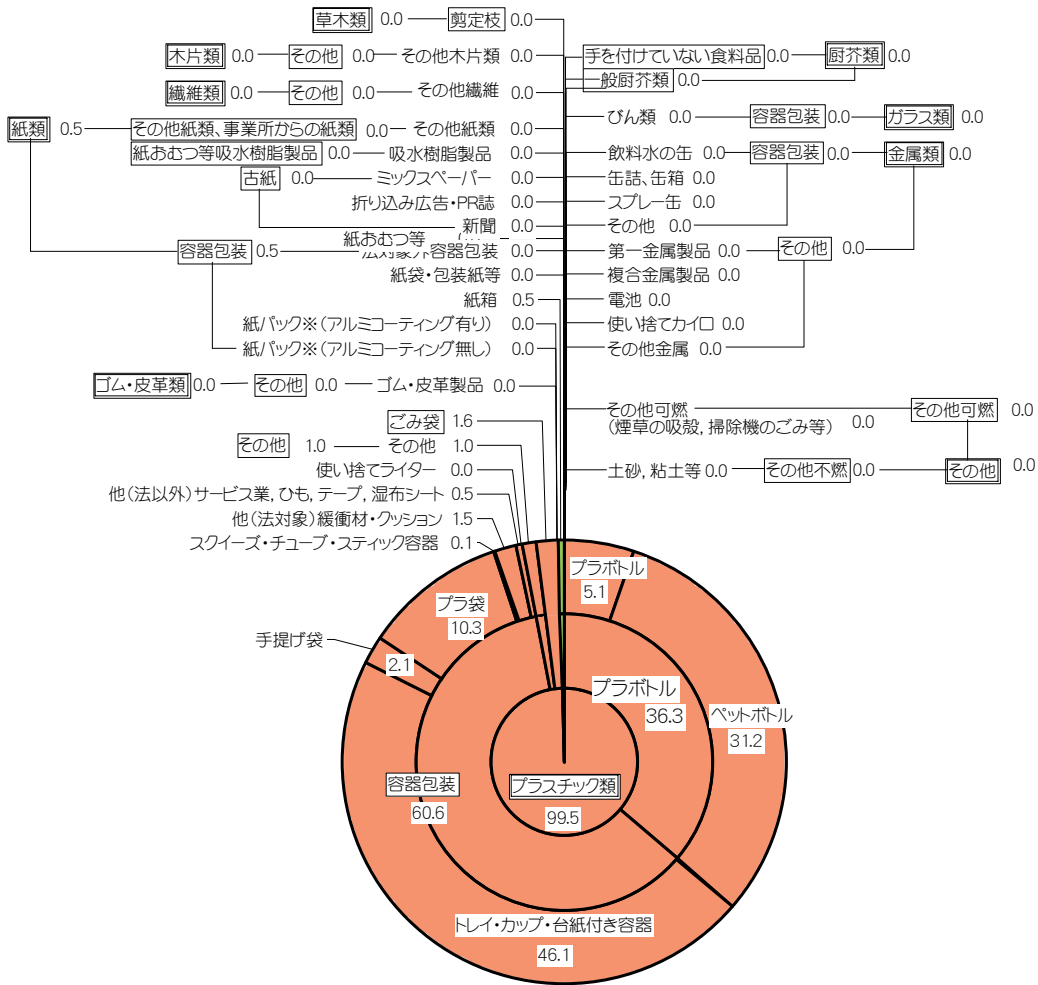 草木類 0.0 剪定枝 0.0
木片類 0.0 その他 0.0 その他木片類 0.0
手を付けていない食料品 0.0 厨芥類 0.0
一般厨芥類 0.0
繊維類 0.0 その他 0.0 その他繊維 0.0
びん類 0.0 容器包装 0.0 ガラス類 0.0
紙類 0.5 その他紙類、事業所からの紙類 0.0 その他紙類 0.0
紙おむつ等吸水樹脂製品 0.0 吸水樹脂製品 0.0
飲料水の缶 0.0 容器包装 0.0 金属類 0.0
古紙 0.0 ミックスペーパー 0.0
缶詰、缶箱 0.0
折り込み広告・PR誌 0.0
スプレー缶 0.0
新聞 0.0
その他 0.0
紙おむつ等
容器包装 0.5 法対象外容器包装 0.0
第一金属製品 0.0 その他 0.0
紙袋・包装紙等 0.0
複合金属製品 0.0
紙箱 0.5
電池 0.0
紙パック※(アルミコーティング有り) 0.0
使い捨てカイロ 0.0
紙パック※(アルミコーティング無し) 0.0
その他金属 0.0
ゴム・皮革類 0.0 その他 0.0 ゴム・皮革製品 0.0
その他可燃
(煙草の吸殻, 掃除機のごみ等) 0.0
その他可燃 0.0
ごみ袋 1.6
その他 1.0 その他 1.0
使い捨てライター 0.0
土砂, 粘土等 0.0 その他不燃 0.0 その他 0.0
他(法以外)サービス業, ひも, テープ, 湿布シート 0.5
他(法対象)緩衝材・クッション 1.5
スクイーズ・チューブ・スティック容器 0.1
プラボトル
5.1
プラ袋
10.3
手提げ袋
2.1
プラボトル
36.3
ペットボトル
31.2
容器包装
60.6
プラスチック類
99.5
トレイ・カップ・台紙付き容器
46.1